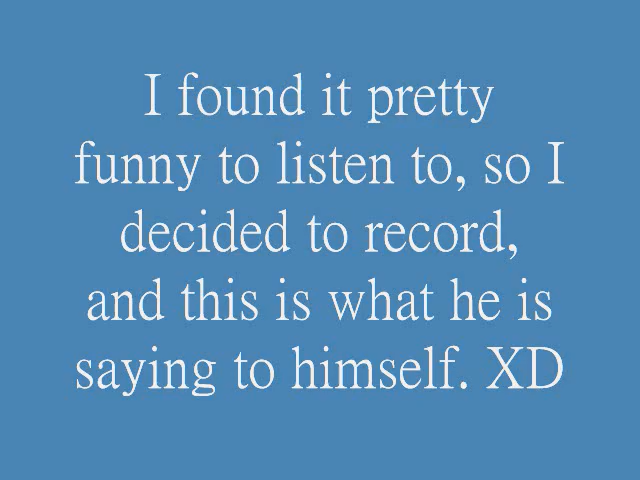 I found it pretty
funny to listen to, so I
decided to record,
and this is what he is
saying to himself. XD